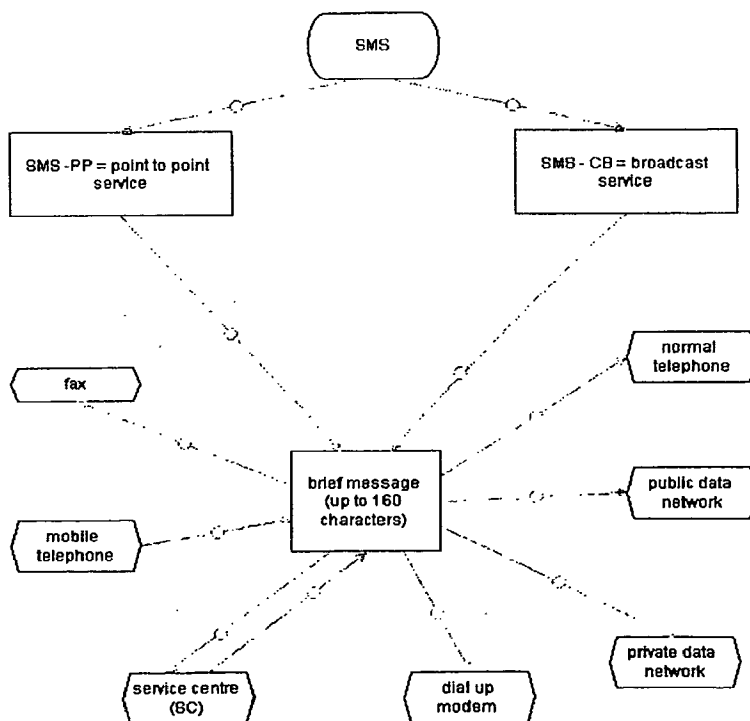 SMS
SMS -PP = point to point
service
SMS - CB = broadcast
service
fax
normal
telephone
brief message
(up to 160
characters)
public data
network
mobile
telephone
service centre
(SC)
dial up
modem
private data
network